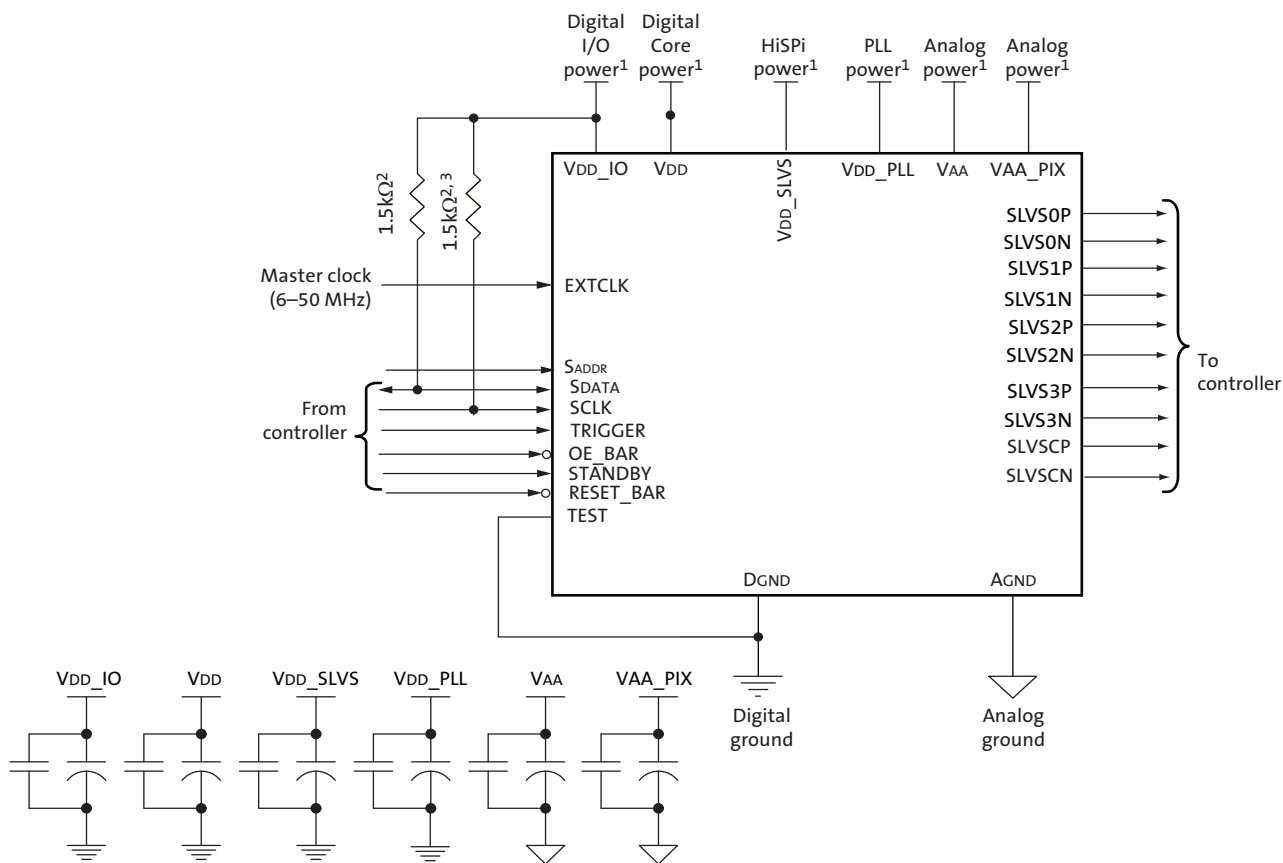 Digital
I/O
power1
Digital
Core
power1
HiSPi
power1
PLL
power1
Analog
power1
Analog
power1
VDD_IO
VDD
VDD_SLVS
VDD_PLL
VAA
VAA_PIX
1.5kΩ2
1.5kΩ2, 3
Master clock
(6–50 MHz)
EXTCLK
SADDR
SDATA
SCLK
TRIGGER
OE_BAR
STANDBY
RESET_BAR
TEST
From
controller
SLVS0P
SLVS0N
SLVS1P
SLVS1N
SLVS2P
SLVS2N
SLVS3P
SLVS3N
SLVSCP
SLVSCN
To
controller
DGND
AGND
Digital
ground
Analog
ground
VDD_IO
VDD
VDD_SLVS
VDD_PLL
VAA
VAA_PIX